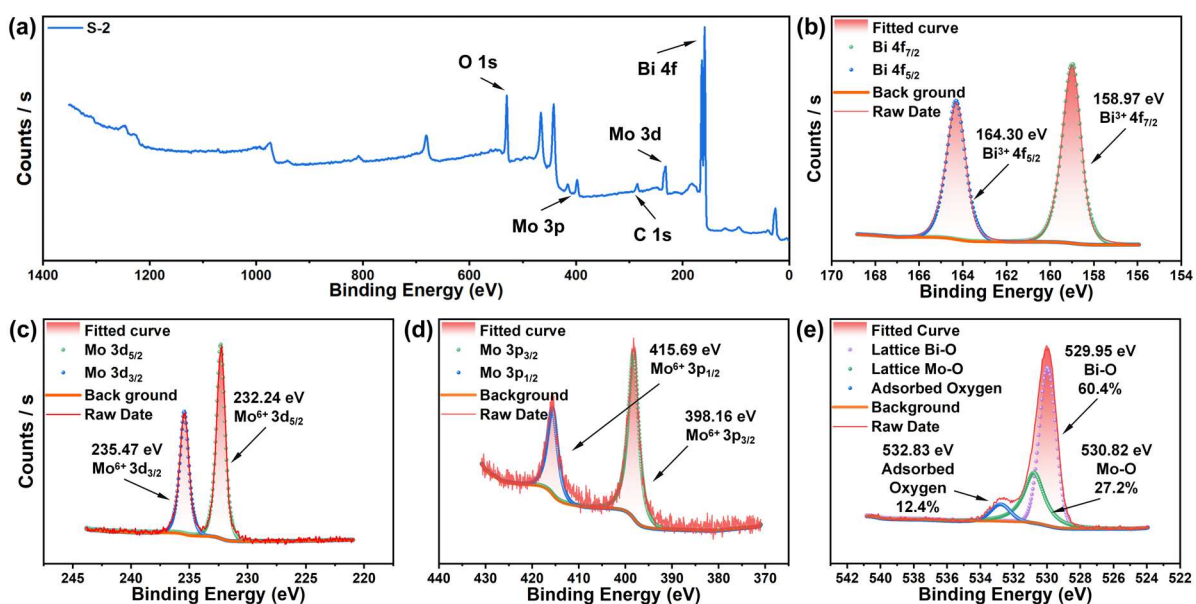 (a)
S-2
O 1s
Bi 4f
Mo 3d
Mo 3p
C 1s
Counts / s
1400 1200 1000 800 600 400 200 0
Binding Energy (eV)
(b)
Fitted curve
Bi 4f7/2
Bi 4f5/2
Back ground
Raw Date
158.97 eV
Bi3+ 4f7/2
164.30 eV
Bi3+ 4f5/2
Counts / s
170 168 166 164 162 160 158 156 154
Binding Energy (eV)
(c)
Fitted curve
Mo 3d5/2
Mo 3d3/2
Back ground
Raw Date
232.24 eV
Mo6+ 3d5/2
235.47 eV
Mo6+ 3d3/2
Counts / s
245 240 235 230 225 220
Binding Energy (eV)
(d)
Fitted curve
Mo 3p3/2
Mo 3p1/2
Back ground
Raw Date
415.69 eV
Mo6+ 3p1/2
398.16 eV
Mo6+ 3p3/2
440 430 420 410 400 390 380 370
Binding Energy (eV)
(e)
Fitted Curve
Lattice Bi-O
Lattice Mo-O
Adsorbed Oxygen
Background
Raw Date
529.95 eV
Bi-O
60.4%
532.83 eV
Adsorbed
Oxygen
12.4%
530.82 eV
Mo-O
27.2%
542 540 538 536 534 532 530 528 526 524 522
Binding Energy (eV)